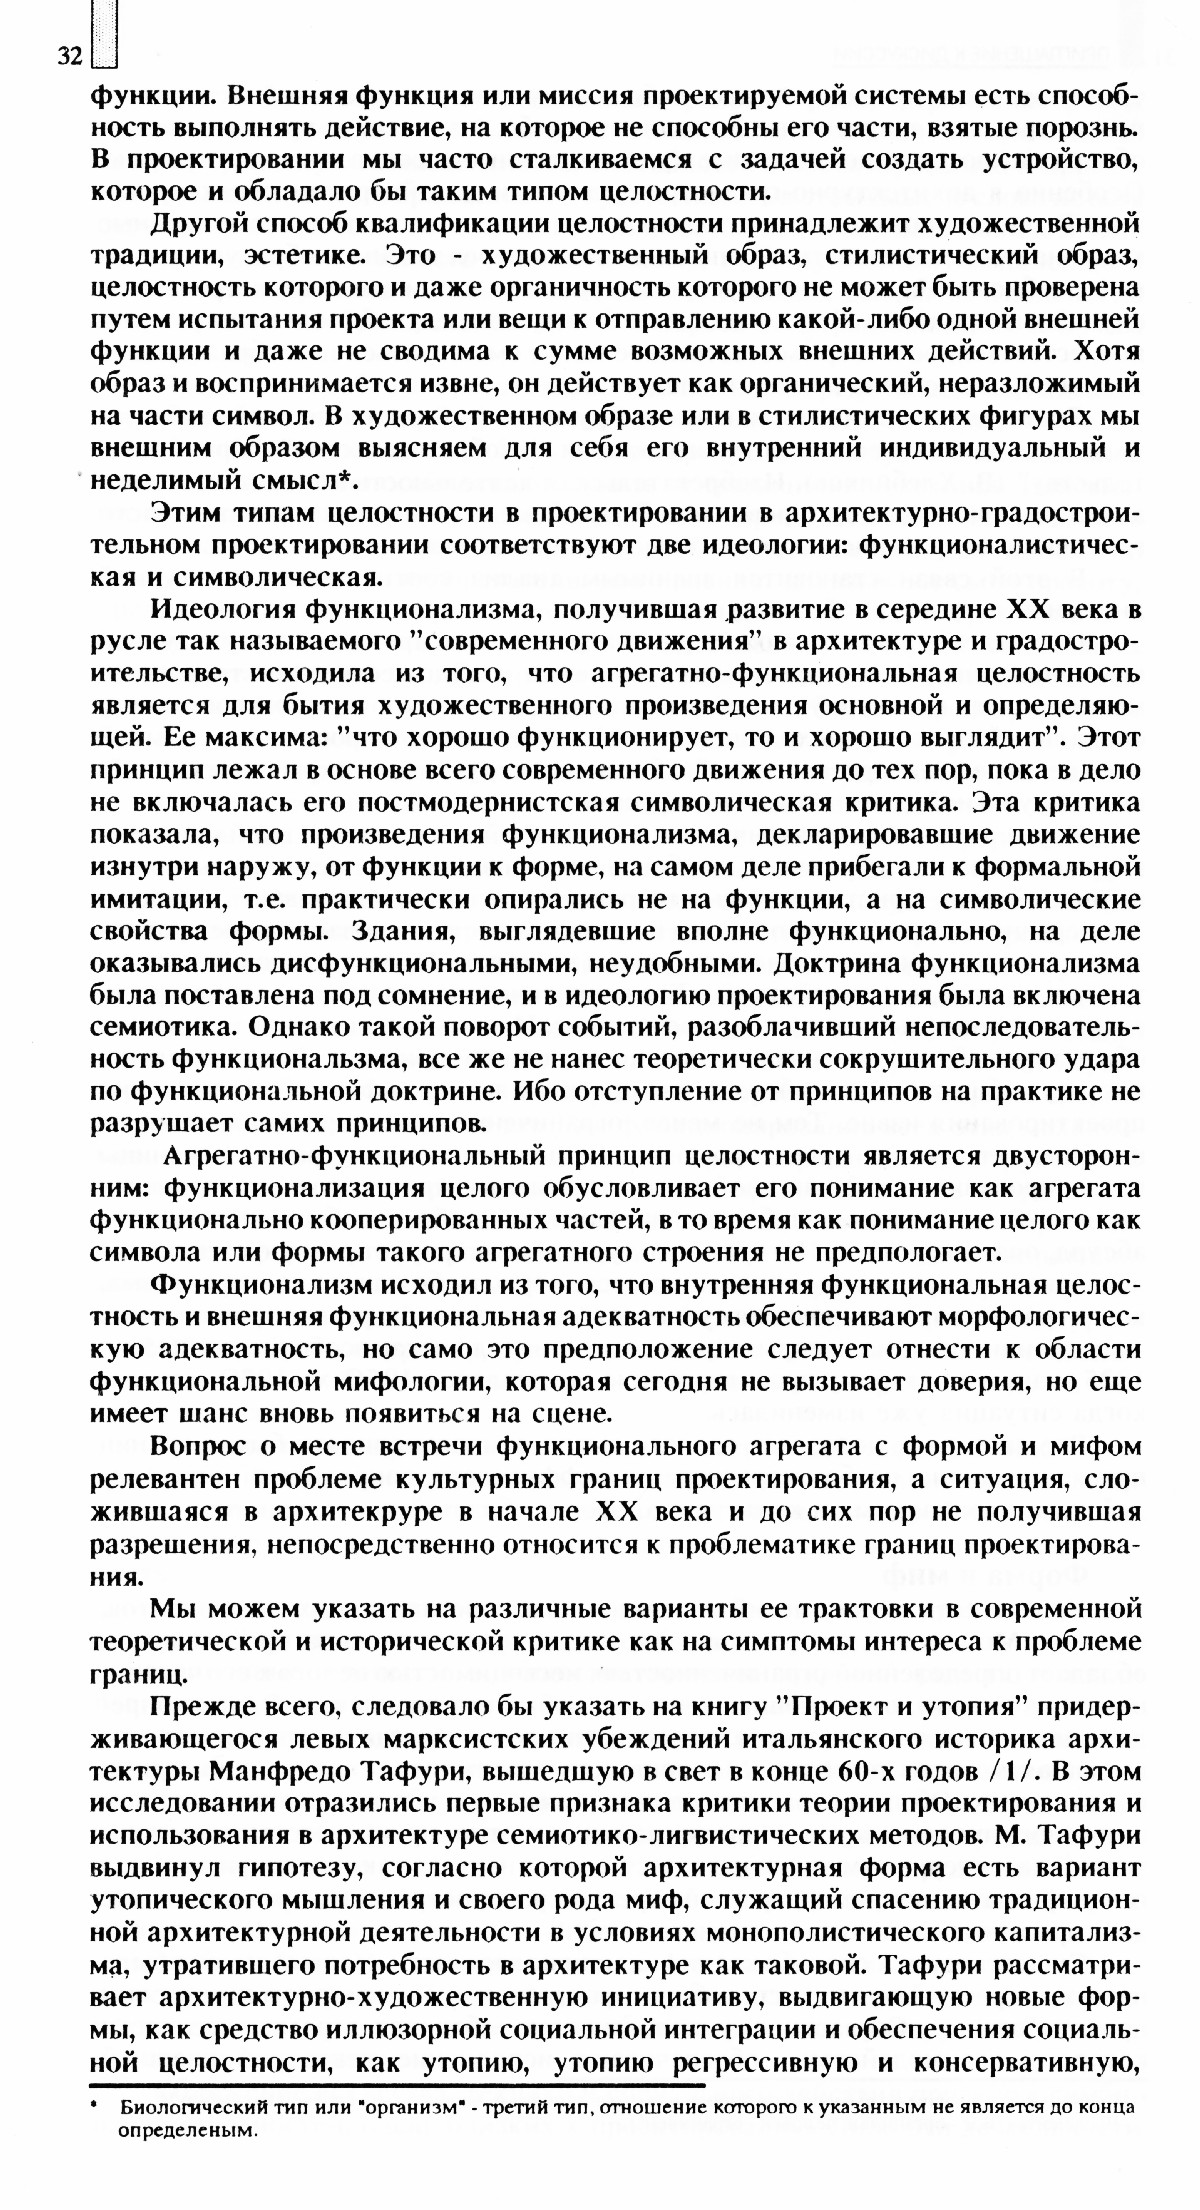 32
функции. Внешняя функция или миссия проектируемой системы есть способ-
ность выполнять действие, на которое не способны его части, взятые порознь.
В проектировании мы часто сталкиваемся с задачей создать устройство,
которое и обладало бы таким типом целостности.
Другой способ квалификации целостности принадлежит художественной
традиции, эстетике. Это - художественный образ, стилистический образ,
целостность которого и даже органичность которого не может быть проверена
путем испытания проекта или вещи к отправлению какой-либо одной внешней
функции и даже не сводима к сумме возможных внешних действий. Хотя
образ и воспринимается извне, он действует как органический, неразложимый
на части символ. В художественном образе или в стилистических фигурах мы
внешним образом выясняем для себя его внутренний индивидуальный и
неделимый смысл*.
Этим типам целостности в проектировании в архитектурно-градострои-
тельном проектировании соответствуют две идеологии: функционалистичес-
кая и символическая.
Идеология функционализма, получившая развитие в середине XX века в
русле так называемого "современного движения" в архитектуре и градостро-
ительстве, исходила из того, что агрегатно-функциональная целостность
является для бытия художественного произведения основной и определяю-
щей. Ее максима: "что хорошо функционирует, то и хорошо выглядит". Этот
принцип лежал в основе всего современного движения до тех пор, пока в дело
не включалась его постмодернистская символическая критика. Эта критика
показала, что произведения функционализма, декларировавшие движение
изнутри наружу, от функции к форме, на самом деле прибегали к формальной
имитации, т.е. практически опирались не на функции, а на символические
свойства формы. Здания, выглядевшие вполне функционально, на деле
оказывались дисфункциональными, неудобными. Доктрина функционализма
была поставлена под сомнение, и в идеологию проектирования была включена
семиотика. Однако такой поворот событий, разоблачивший непоследователь-
ность функциональзма, все же не нанес теоретически сокрушительного удара
по функциональной доктрине. Ибо отступление от принципов на практике не
разрушает самих принципов.
Агрегатно-функциональный принцип целостности является двусторон-
ним: функционализация целого обусловливает его понимание как агрегата
функционально кооперированных частей, в то время как понимание целого как
символа или формы такого агрегатного строения не предпологает.
Функционализм исходил из того, что внутренняя функциональная целос-
тность и внешняя функциональная адекватность обеспечивают морфологичес-
кую адекватность, но само это предположение следует отнести к области
функциональной мифологии, которая сегодня не вызывает доверия, но еще
имеет шанс вновь появиться на сцене.
Вопрос о месте встречи функционального агрегата с формой и мифом
релевантен проблеме культурных границ проектирования, а ситуация, сло-
жившаяся в архитекруре в начале XX века и до сих пор не получившая
разрешения, непосредственно относится к проблематике границ проектирова-
ния.
Мы можем указать на различные варианты ее трактовки в современной
теоретической и исторической критике как на симптомы интереса к проблеме
границ.
Прежде всего, следовало бы указать на книгу "Проект и утопия" придер-
живающегося левых марксистских убеждений итальянского историка архи-
тектуры Манфредо Тафури, вышедшую в свет в конце 60-х годов /1/. В этом
исследовании отразились первые признака критики теории проектирования и
использования в архитектуре семиотико-лигвистических методов. М. Тафури
выдвинул гипотезу, согласно которой архитектурная форма есть вариант
утопического мышления и своего рода миф, служащий спасению традицион-
ной архитектурной деятельности в условиях монополистического капитализ-
ма, утратившего потребность в архитектуре как таковой. Тафури рассматри-
вает архитектурно-художественную инициативу, выдвигающую новые фор-
мы, как средство иллюзорной социальной интеграции и обеспечения социаль-
ной целостности, как утопию, утопию регрессивную и консервативную,
* Биологический тип или "организм" - третий тип, отношение которого к указанным не является до конца
определеным.